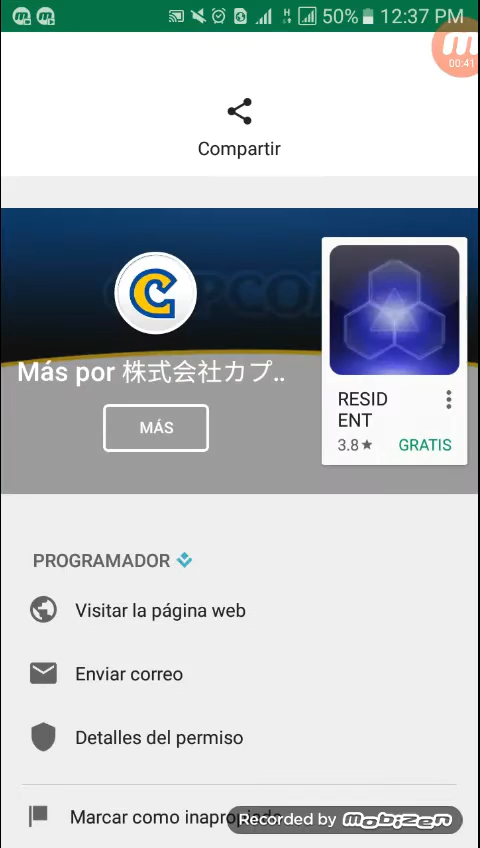 50% 12:37 PM
00:41
Compartir
CAPCOM
Más por 株式会社カプ..
MÁS
RESID
ENT
3.8★ GRATIS
PROGRAMADOR
Visitar la página web
Enviar correo
Detalles del permiso
Marcar como
Recorded by mobizen